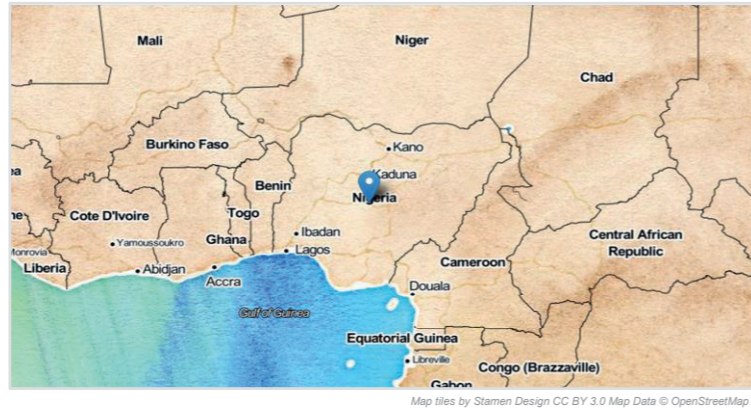 Mali
Niger
Chad
Burkino Faso
Kano
Kaduna
Benin
Nigeria
Togo
Cote D'Ivoire
Ghana
Ibadan
Lagos
Yamoussoukro
Monrovia
Liberia
Abidjan
Accra
Central African
Republic
Cameroon
Douala
Gulf of Guinea
Equatorial Guinea
Libreville
Congo (Brazzaville)
Gabon
Map tiles by Stamen Design CC BY 3.0 Map Data © OpenStreetMap